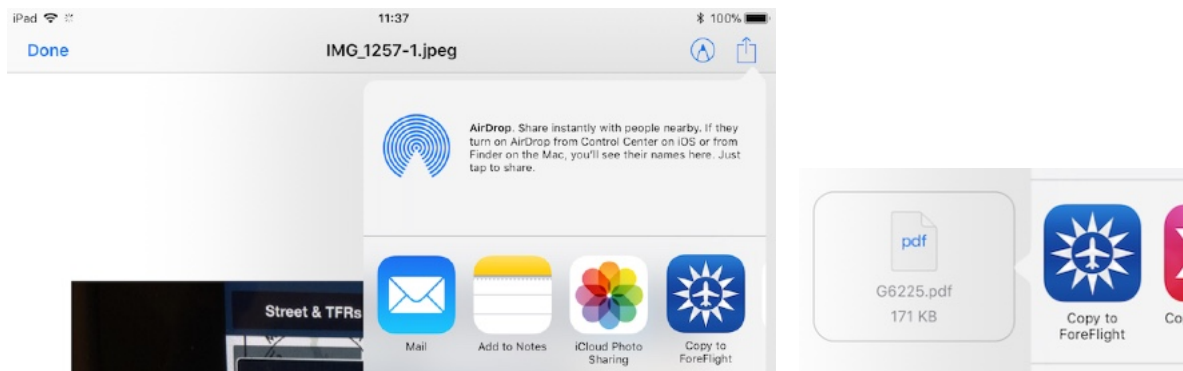 iPad
11:37
100%
Done
IMG_1257-1.jpeg
AirDrop. Share instantly with people nearby. If they
turn on AirDrop from Control Center on iOS or from
Finder on the Mac, you'll see their names here. Just
tap to share.
Street & TFRs
Mail
Add to Notes
iCloud Photo
Sharing
Copy to
ForeFlight
pdf
G6225.pdf
171 KB
Copy to
ForeFlight
Co